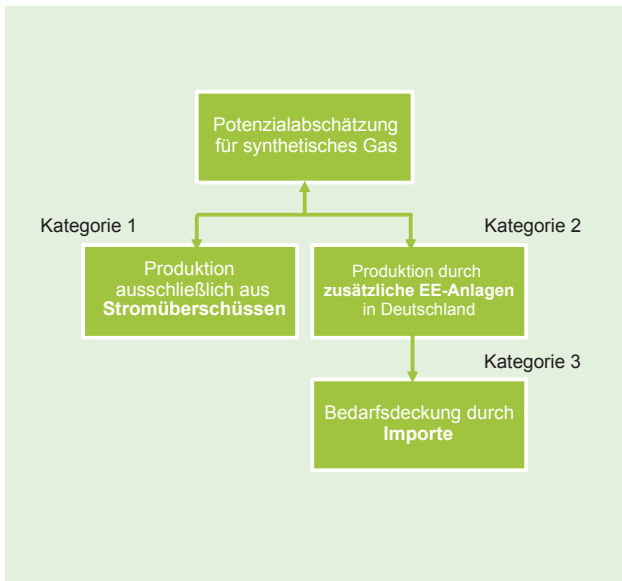 Potenzialabschätzung
für synthetisches Gas
Kategorie 1
Kategorie 2
Produktion
ausschließlich aus
Stromüberschüssen
Produktion durch
zusätzliche EE-Anlagen
in Deutschland
Kategorie 3
Bedarfsdeckung durch
Importe